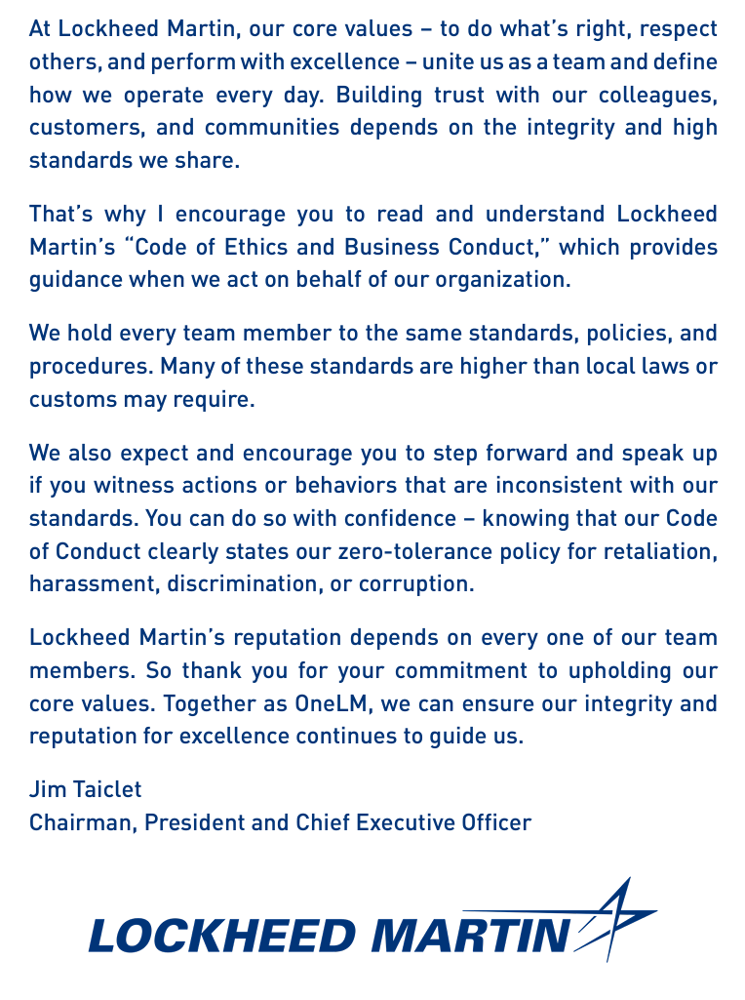 At Lockheed Martin, our core values – to do what’s right, respect
others, and perform with excellence – unite us as a team and define
how we operate every day. Building trust with our colleagues,
customers, and communities depends on the integrity and high
standards we share.
That’s why I encourage you to read and understand Lockheed
Martin’s “Code of Ethics and Business Conduct,” which provides
guidance when we act on behalf of our organization.
We hold every team member to the same standards, policies, and
procedures. Many of these standards are higher than local laws or
customs may require.
We also expect and encourage you to step forward and speak up
if you witness actions or behaviors that are inconsistent with our
standards. You can do so with confidence – knowing that our Code
of Conduct clearly states our zero-tolerance policy for retaliation,
harassment, discrimination, or corruption.
Lockheed Martin’s reputation depends on every one of our team
members. So thank you for your commitment to upholding our
core values. Together as OneLM, we can ensure our integrity and
reputation for excellence continues to guide us.
Jim Taiclet
Chairman, President and Chief Executive Officer
LOCKHEED MARTIN